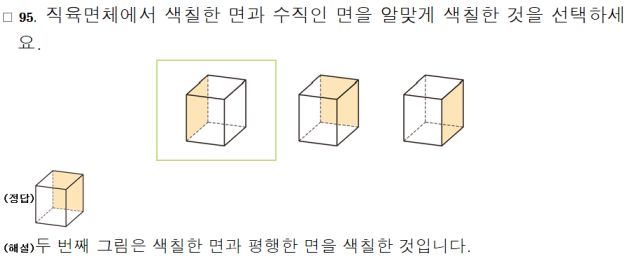 □ 95. 직육면체에서 색칠한 면과 수직인 면을 알맞게 색칠한 것을 선택하세
요.
(정답)
(해설)두 번째 그림은 색칠한 면과 평행한 면을 색칠한 것입니다.